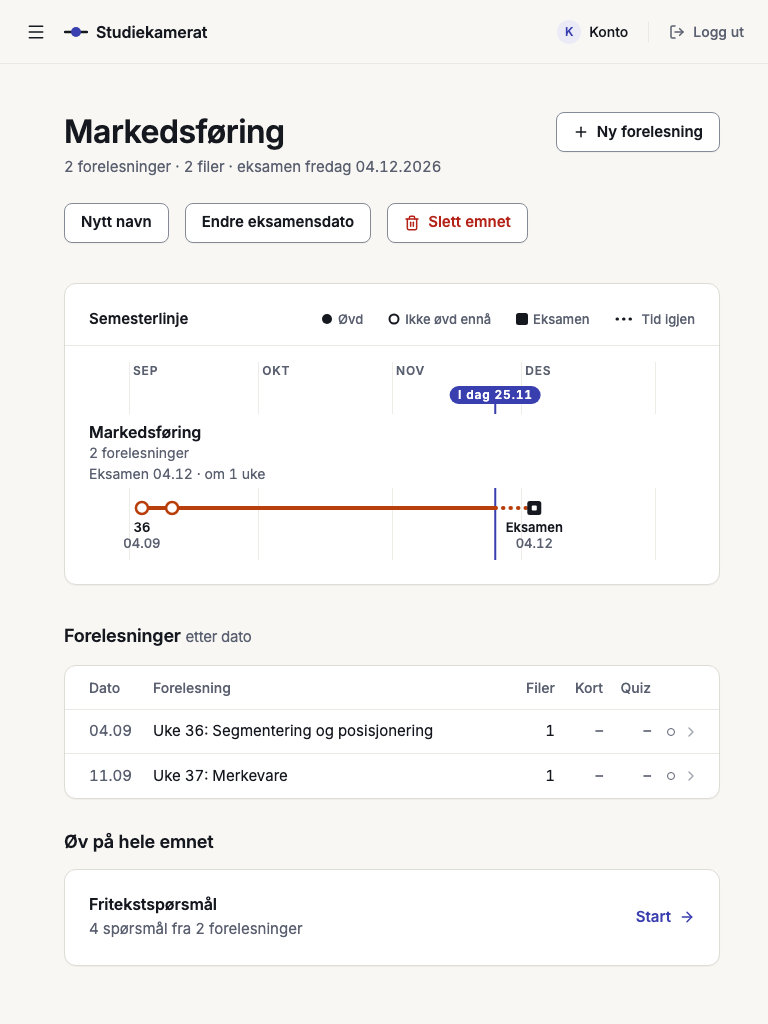 Studiekamerat
K Konto
Logg ut
Markedsføring
+ Ny forelesning
2 forelesninger · 2 filer · eksamen fredag 04.12.2026
Nytt navn
Endre eksamensdato
Slett emnet
Semesterlinje
Øvd
Ikke øvd ennå
Eksamen
Tid igjen
SEP
OKT
NOV
DES
I dag 25.11
Markedsføring
2 forelesninger
Eksamen 04.12 · om 1 uke
36
04.09
Eksamen
04.12
Forelesninger etter dato
Dato Forelesning Filer Kort Quiz
04.09 Uke 36: Segmentering og posisjonering 1 – –
11.09 Uke 37: Merkevare 1 – –
Øv på hele emnet
Fritekstspørsmål
4 spørsmål fra 2 forelesninger
Start →